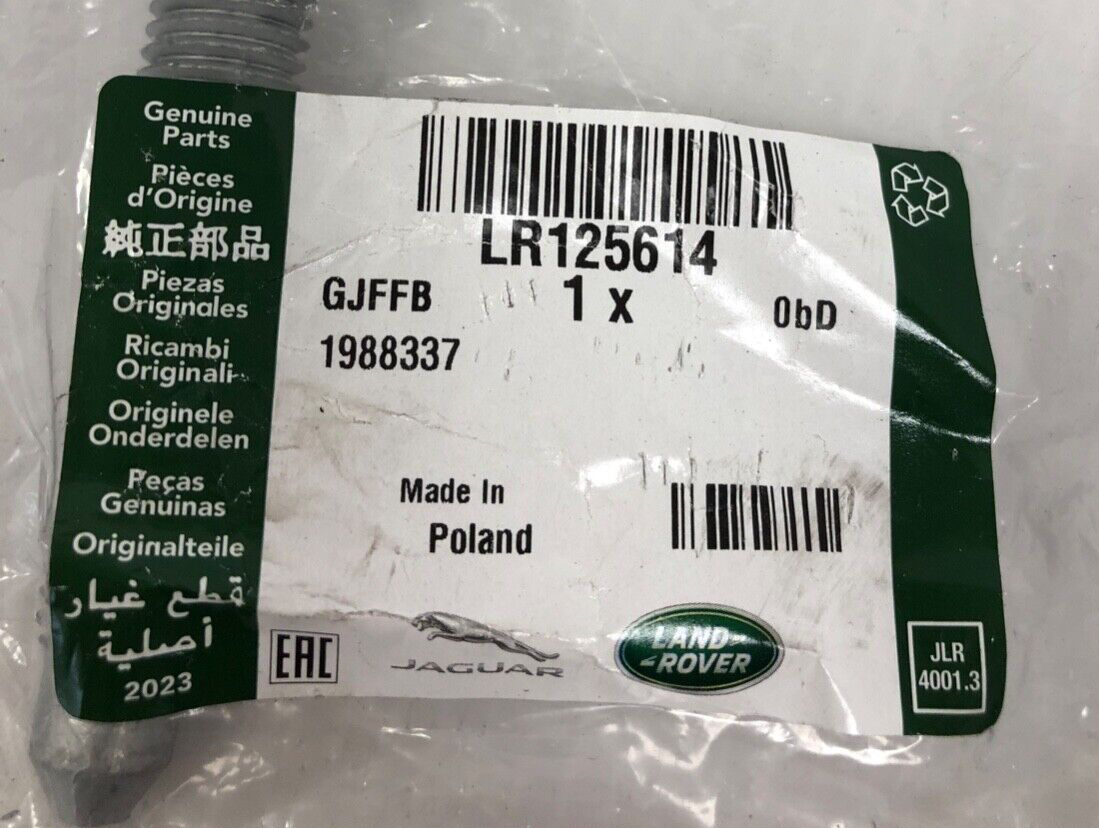 Genuine
Parts
Pièces
d'Origine
純正部品
Piezas
Originales
Ricambi
Originali
Originele
Onderdelen
Peças
Genuinas
Originalteile
قطع غيار
أصلية
2023
LR125614
GJFFB
1 x
0bD
1988337
Made In
Poland
EAC
JAGUAR
LAND-
-ROVER
JLR
4001.3